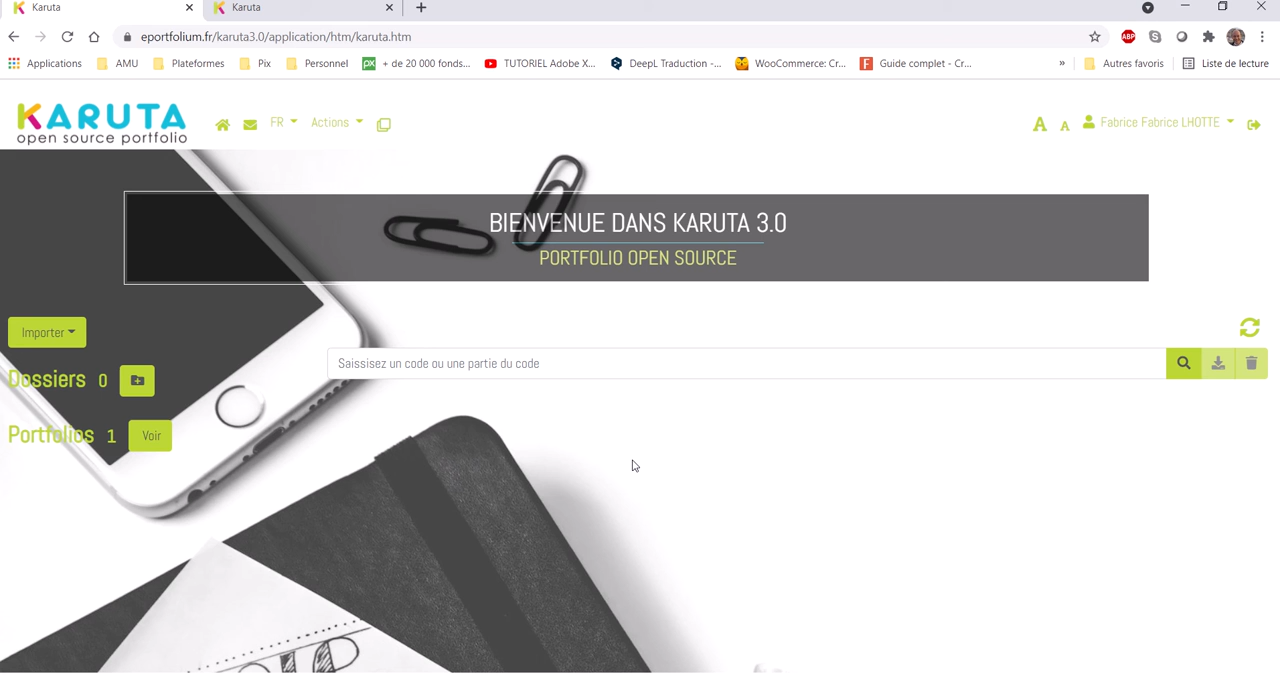 Karuta
Karuta
eportfolium.fr/karuta3.0/application/htm/karuta.htm
ABP
Applications
AMU
Plateformes
Pix
Personnel
+ de 20 000 fonds...
TUTORIEL Adobe X...
DeepL Traduction -...
WooCommerce: Cr...
Guide complet - Cr...
»
Autres favoris
Liste de lecture
KARUTA
open source portfolio
FR
Actions
A
A
Fabrice Fabrice LHOTTE
BIENVENUE DANS KARUTA 3.0
PORTFOLIO OPEN SOURCE
Importer
Saisissez un code ou une partie du code
Dossiers 0
Portfolios 1 Voir